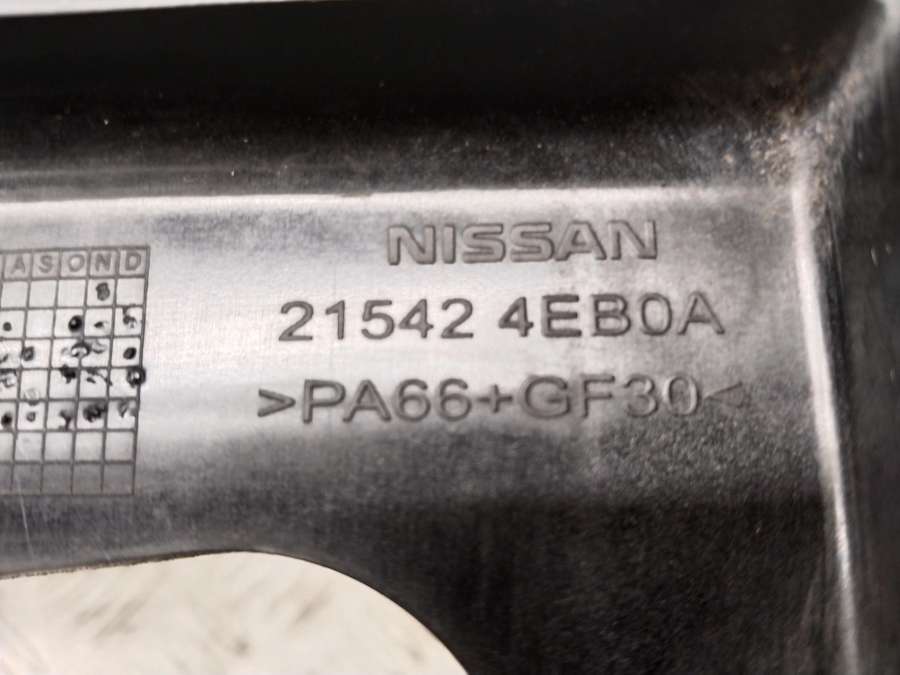 NISSAN
A S O N D
21542 4EB0A
>PA66+GF30<